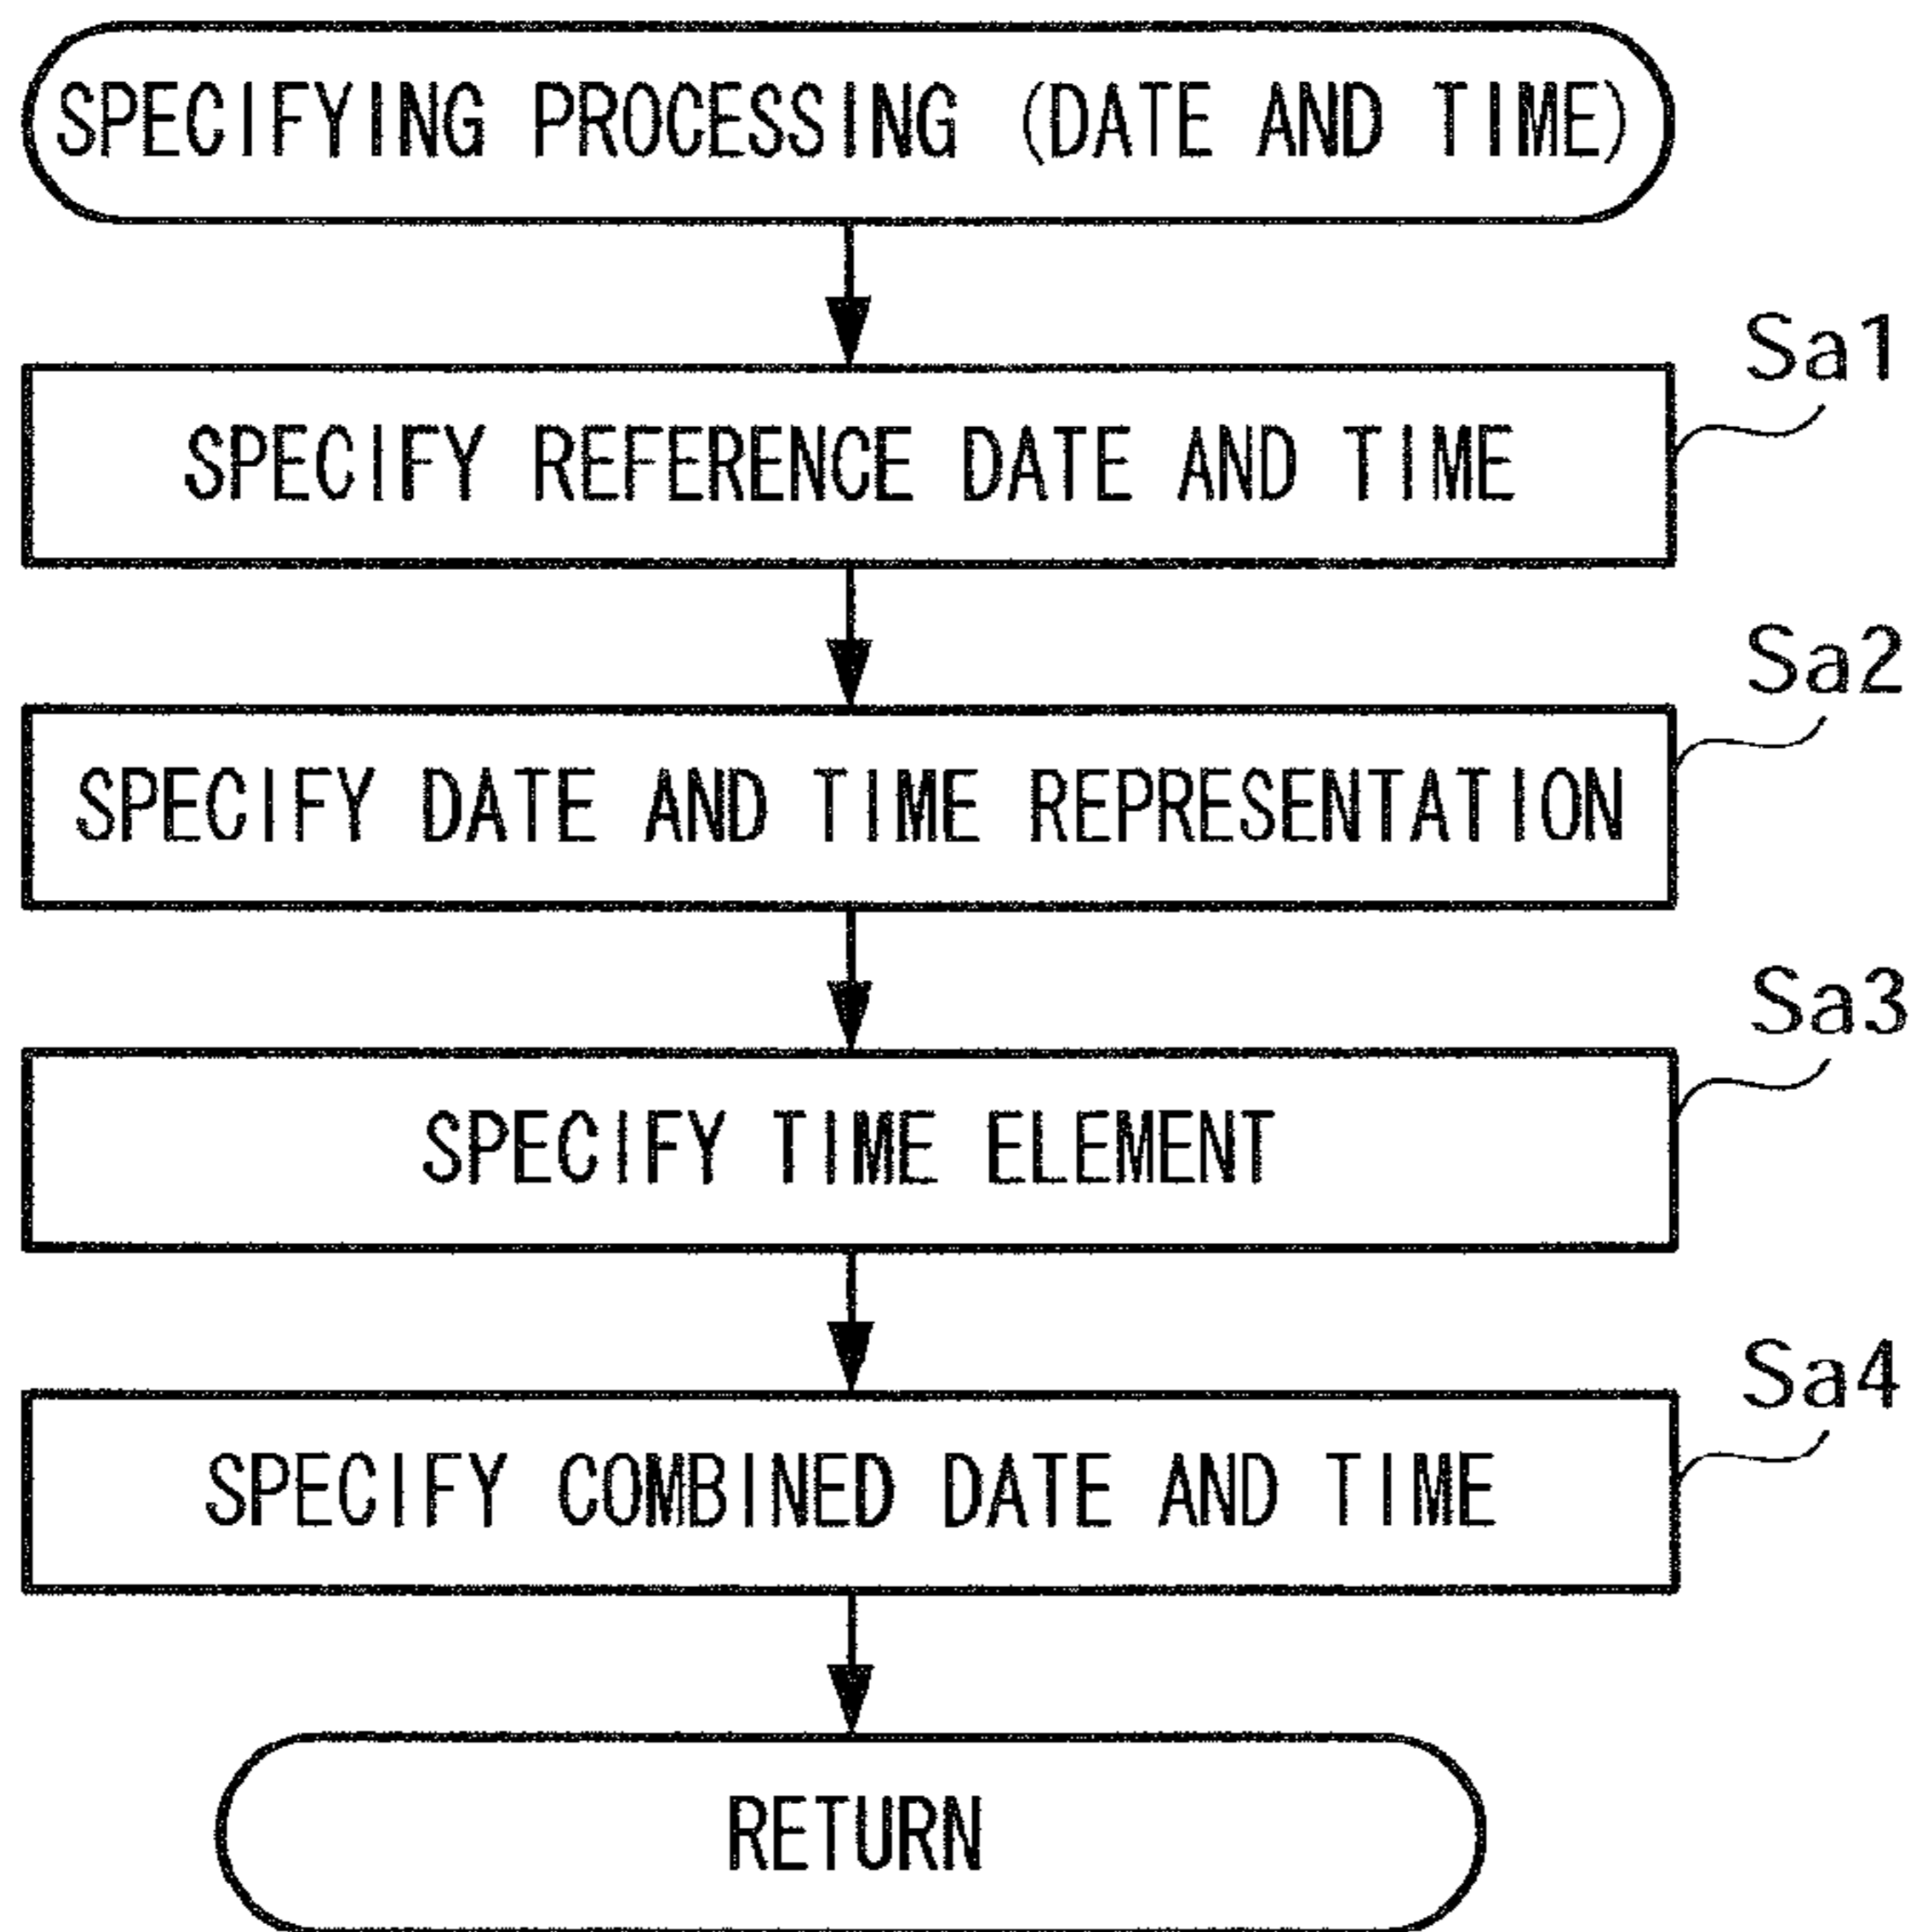 SPECIFYING PROCESSING (DATE AND TIME)
Sa1
SPECIFY REFERENCE DATE AND TIME
Sa2
SPECIFY DATE AND TIME REPRESENTATION
Sa3
SPECIFY TIME ELEMENT
Sa4
SPECIFY COMBINED DATE AND TIME
RETURN